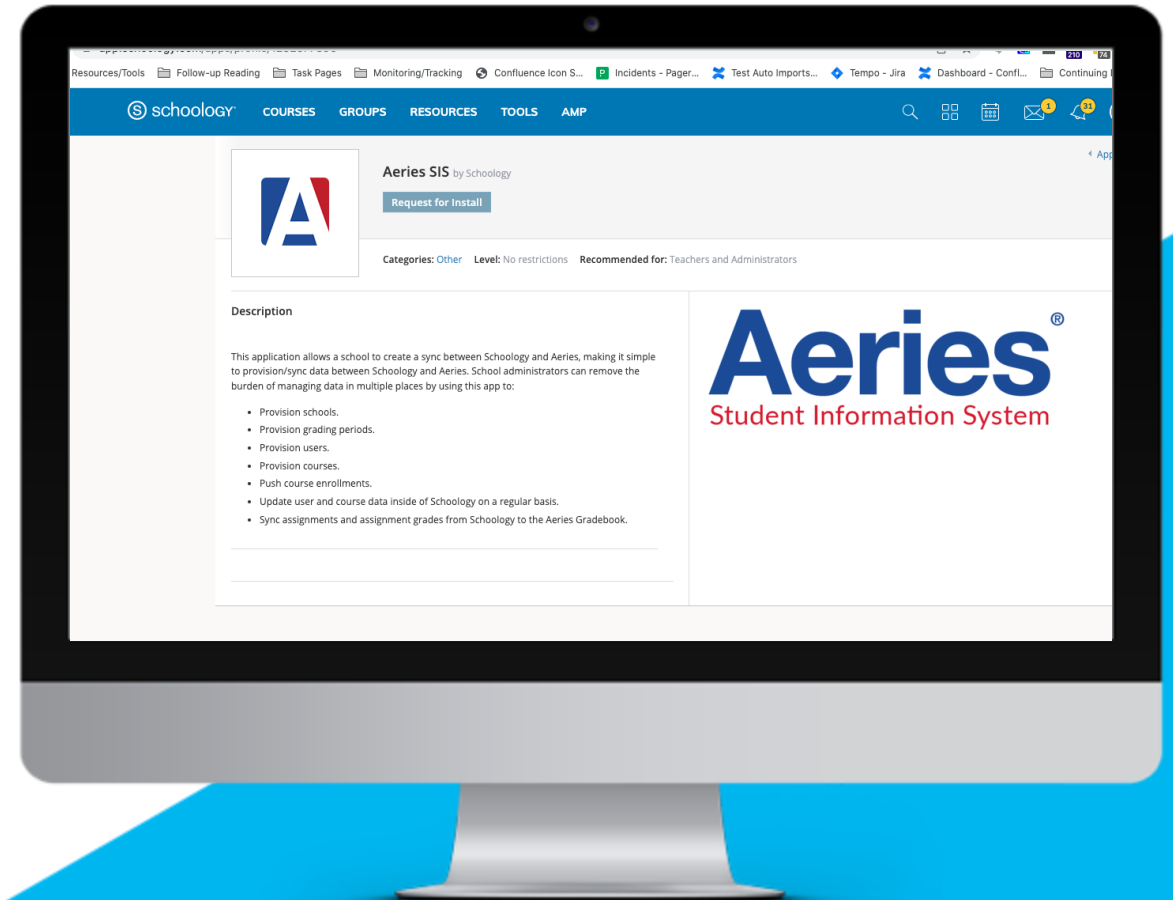 Resources/Tools Follow-up Reading Task Pages Monitoring/Tracking Confluence Icon S... P Incidents - Pager... Test Auto Imports... Tempo - Jira Dashboard - Confl... Continuing
210 74
S schoology COURSES GROUPS RESOURCES TOOLS AMP 1 31
App
A
Aeries SIS by Schoology
Request for Install
Categories: Other Level: No restrictions Recommended for: Teachers and Administrators
Description
This application allows a school to create a sync between Schoology and Aeries, making it simple
to provision/sync data between Schoology and Aeries. School administrators can remove the
burden of managing data in multiple places by using this app to:
• Provision schools.
• Provision grading periods.
• Provision users.
• Provision courses.
• Push course enrollments.
• Update user and course data inside of Schoology on a regular basis.
• Sync assignments and assignment grades from Schoology to the Aeries Gradebook.
Aeries®
Student Information System